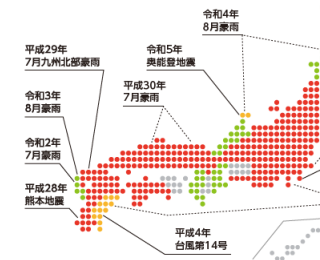 令和4年
8月豪雨
平成29年
7月九州北部豪雨
令和5年
奥能登地震
平成30年
7月豪雨
令和3年
8月豪雨
令和2年
7月豪雨
平成28年
熊本地震
平成4年
台風第14号